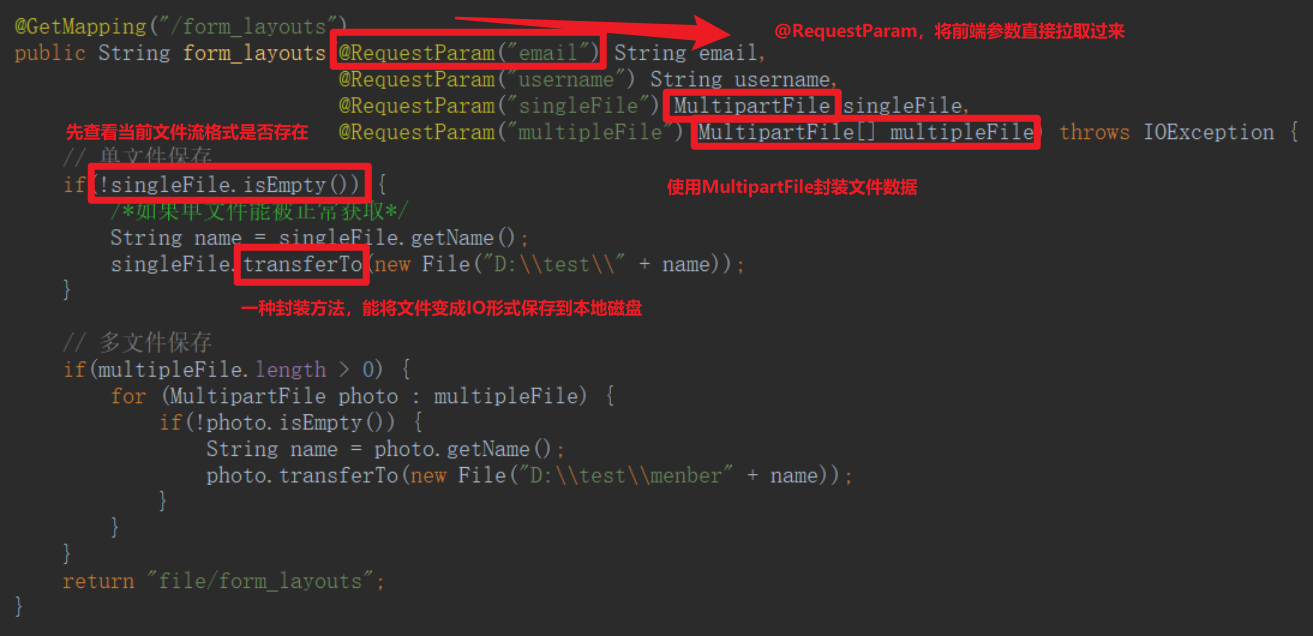 @GetMapping("/form_layouts")
@RequestParam，将前端参数直接拉取过来
public String form_layouts @RequestParam("email") String email,
@RequestParam("username") String username,
@RequestParam("singleFile") MultipartFile singleFile,
先查看当前文件流格式是否存在
@RequestParam("multipleFile") MultipartFile[] multipleFile) throws IOException {
// 单文件保存
if(!singleFile.isEmpty()) {
使用MultipartFile封装文件数据
/*如果单文件能被正常获取*/
String name = singleFile.getName();
singleFile.transferTo(new File("D:\\test\\" + name));
}
一种封装方法，能将文件变成IO形式保存到本地磁盘
// 多文件保存
if(multipleFile.length > 0) {
for (MultipartFile photo : multipleFile) {
if(!photo.isEmpty()) {
String name = photo.getName();
photo.transferTo(new File("D:\\test\\menber" + name));
}
}
}
return "file/form_layouts";
}